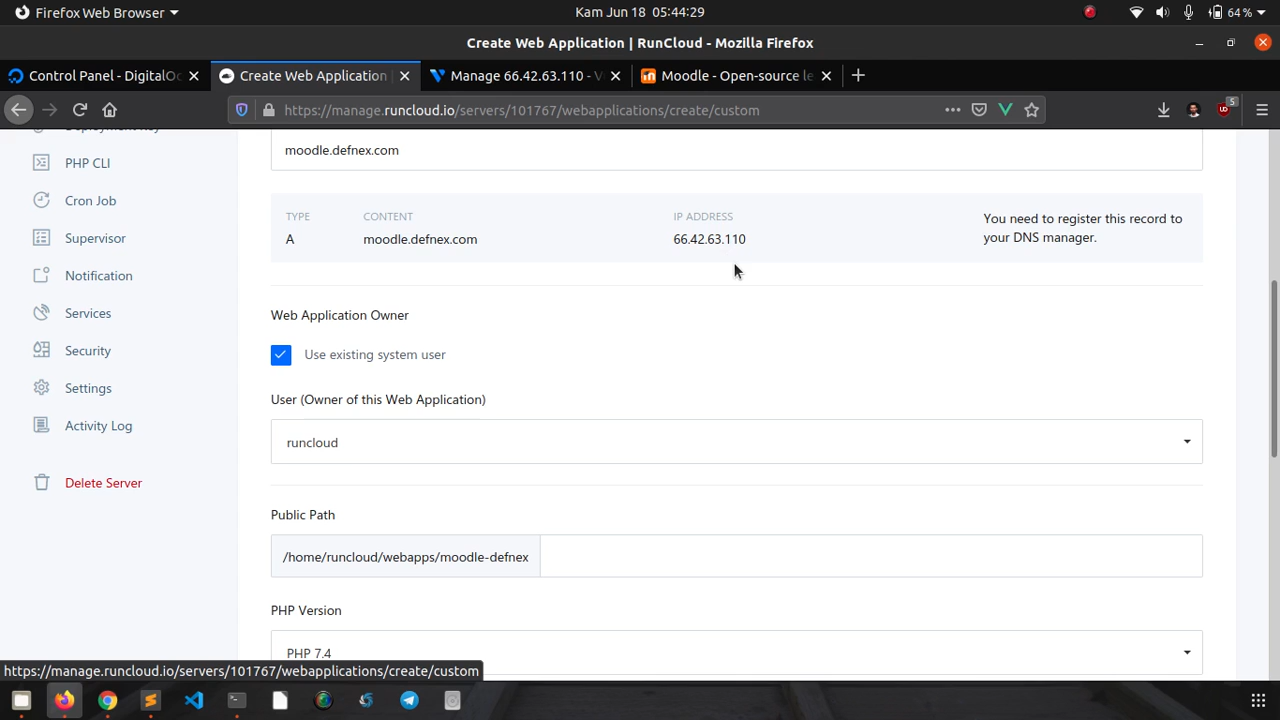 Firefox Web Browser
Kam Jun 18 05:44:29
64 %
Create Web Application | RunCloud - Mozilla Firefox
Control Panel - DigitalOc
Create Web Application |
Manage 66.42.63.110 - V
Moodle - Open-source le
https://manage.runcloud.io/servers/101767/webapplications/create/custom
5
PHP CLI
Cron Job
Supervisor
Notification
Services
Security
Settings
Activity Log
Delete Server
moodle.defnex.com
TYPE CONTENT IP ADDRESS
A moodle.defnex.com 66.42.63.110
You need to register this record to
your DNS manager.
Web Application Owner
Use existing system user
User (Owner of this Web Application)
runcloud
Public Path
/home/runcloud/webapps/moodle-defnex
PHP Version
PHP 7.4
https://manage.runcloud.io/servers/101767/webapplications/create/custom